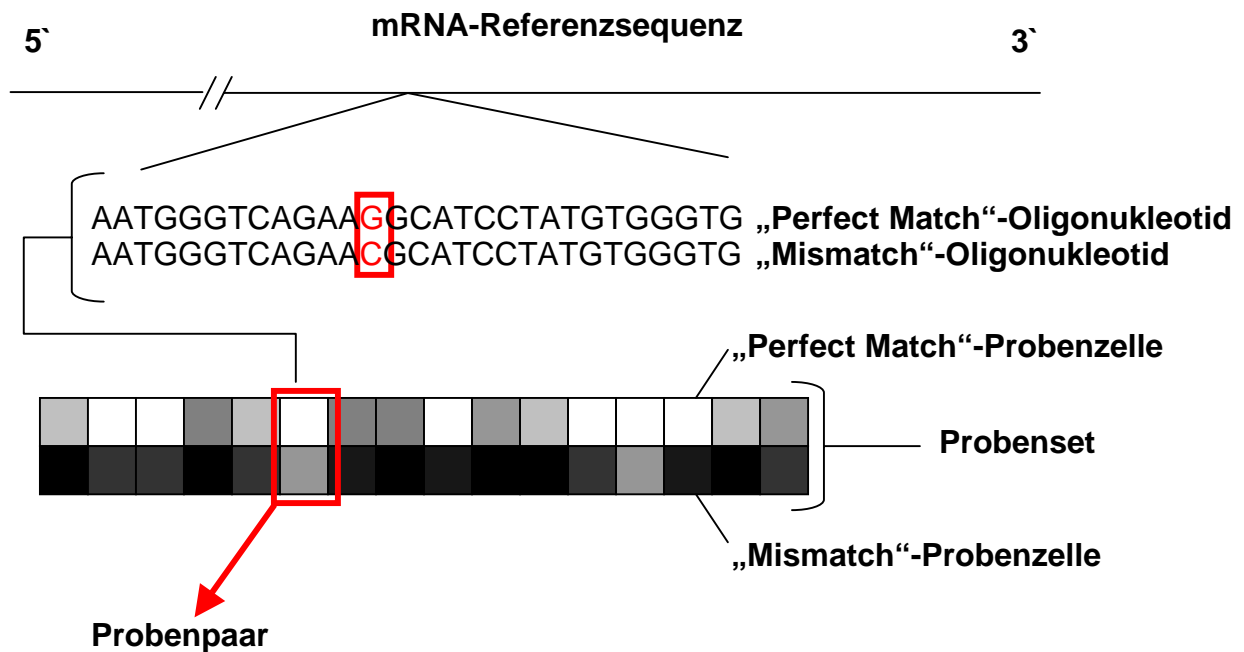 5` mRNA-Referenzsequenz 3`
AATGGGTCAGAAGGCATCCTATGTGGGTG „Perfect Match“-Oligonukleotid
AATGGGTCAGAACGCATCCTATGTGGGTG „Mismatch“-Oligonukleotid
„Perfect Match“-Probenzelle
Probenset
„Mismatch“-Probenzelle
Probenpaar